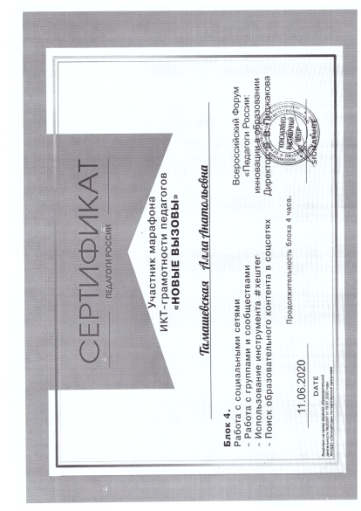 СЕРТИФИКАТ
ПЕДАГОГИ РОССИИ
Участник марафона
ИКТ-грамотности педагогов
«НОВЫЕ ВЫЗОВЫ»
Тамашевская Алла Анатольевна
Блок 4.
Работа с социальными сетями
- Работа с группами и сообществами
- Использование инструмента #хештег
- Поиск образовательного контента в соцсетях
Всероссийский Форум
«Педагоги России:
инновации в образовании
Директор
Продолжительность блока 4 часа.
11.06.2020
DATE